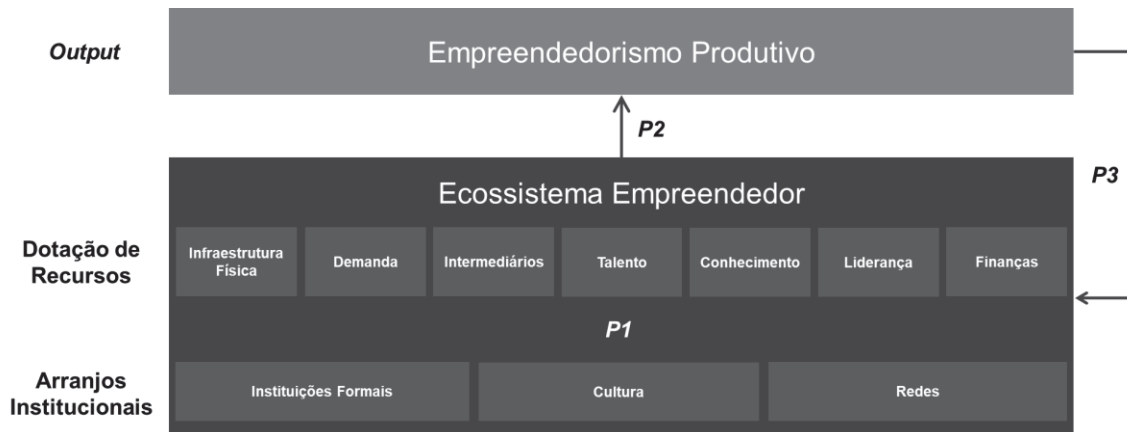 Output
Empreendedorismo Produtivo
P2
P3
Ecossistema Empreendedor
Dotação de
Recursos
Infraestrutura
Física
Demanda
Intermediários
Talento
Conhecimento
Liderança
Finanças
P1
Arranjos
Institucionais
Instituições Formais
Cultura
Redes